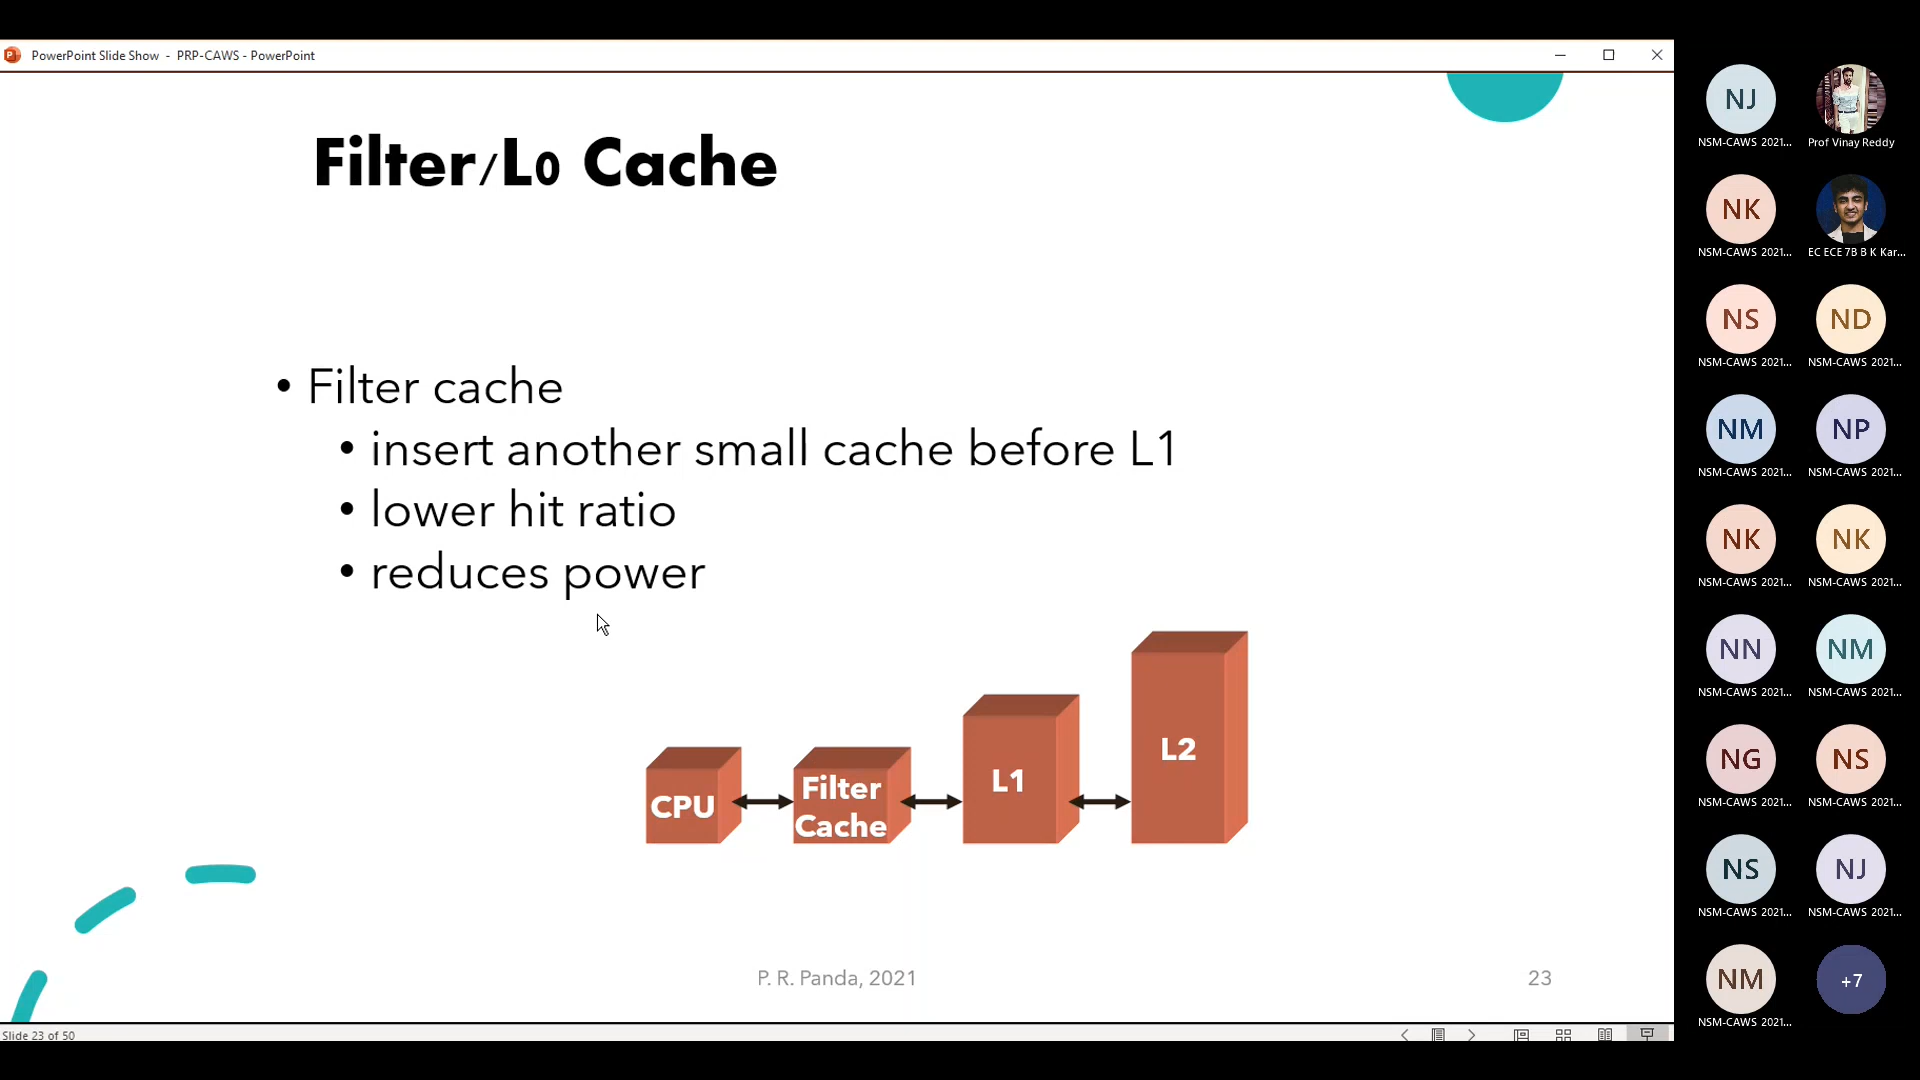 PowerPoint Slide Show - PRP-CAWS - PowerPoint
Filter/L0 Cache
• Filter cache
• insert another small cache before L1
• lower hit ratio
• reduces power
CPU
Filter
Cache
L1
L2
P. R. Panda, 2021
23
Slide 23 of 50
NJ
NSM-CAWS 2021...
Prof Vinay Reddy
NK
NSM-CAWS 2021...
EC ECE 7B B K Kar...
NS
NSM-CAWS 2021...
ND
NSM-CAWS 2021...
NM
NSM-CAWS 2021...
NP
NSM-CAWS 2021...
NK
NSM-CAWS 2021...
NK
NSM-CAWS 2021...
NN
NSM-CAWS 2021...
NM
NSM-CAWS 2021...
NG
NSM-CAWS 2021...
NS
NSM-CAWS 2021...
NS
NSM-CAWS 2021...
NJ
NSM-CAWS 2021...
NM
NSM-CAWS 2021...
+7